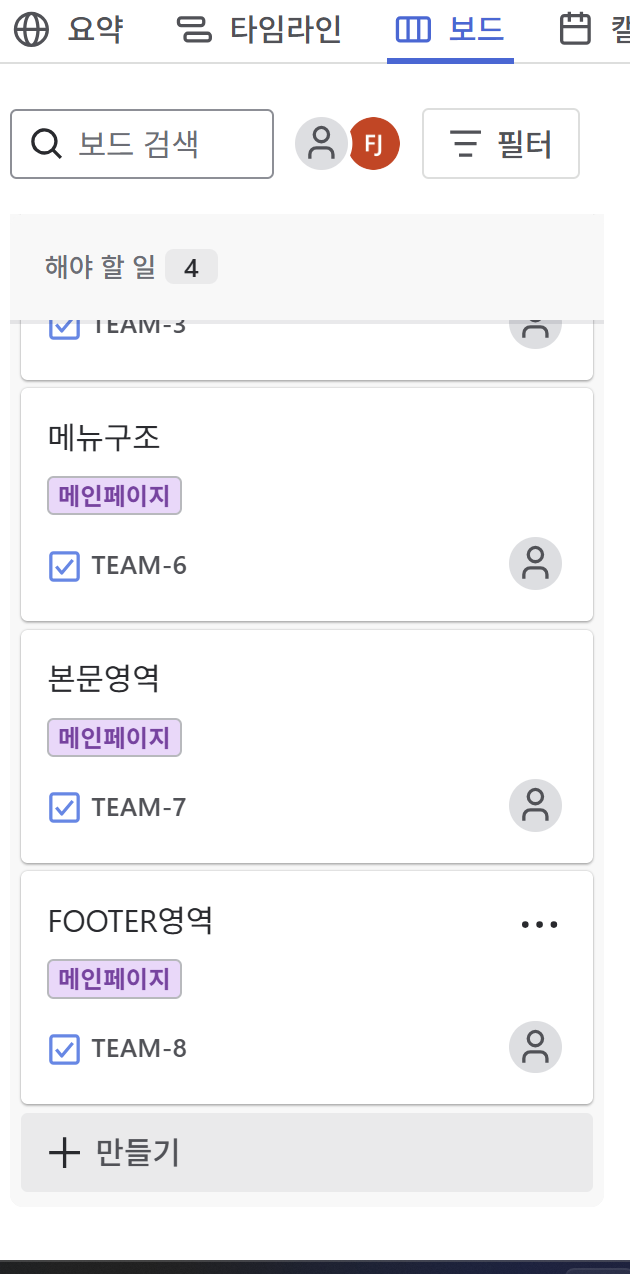 요약 타임라인 보드
보드 검색 FJ 필터
해야 할 일 4
TEAM-3
메뉴구조
메인페이지
TEAM-6
본문영역
메인페이지
TEAM-7
FOOTER영역
메인페이지
TEAM-8
만들기